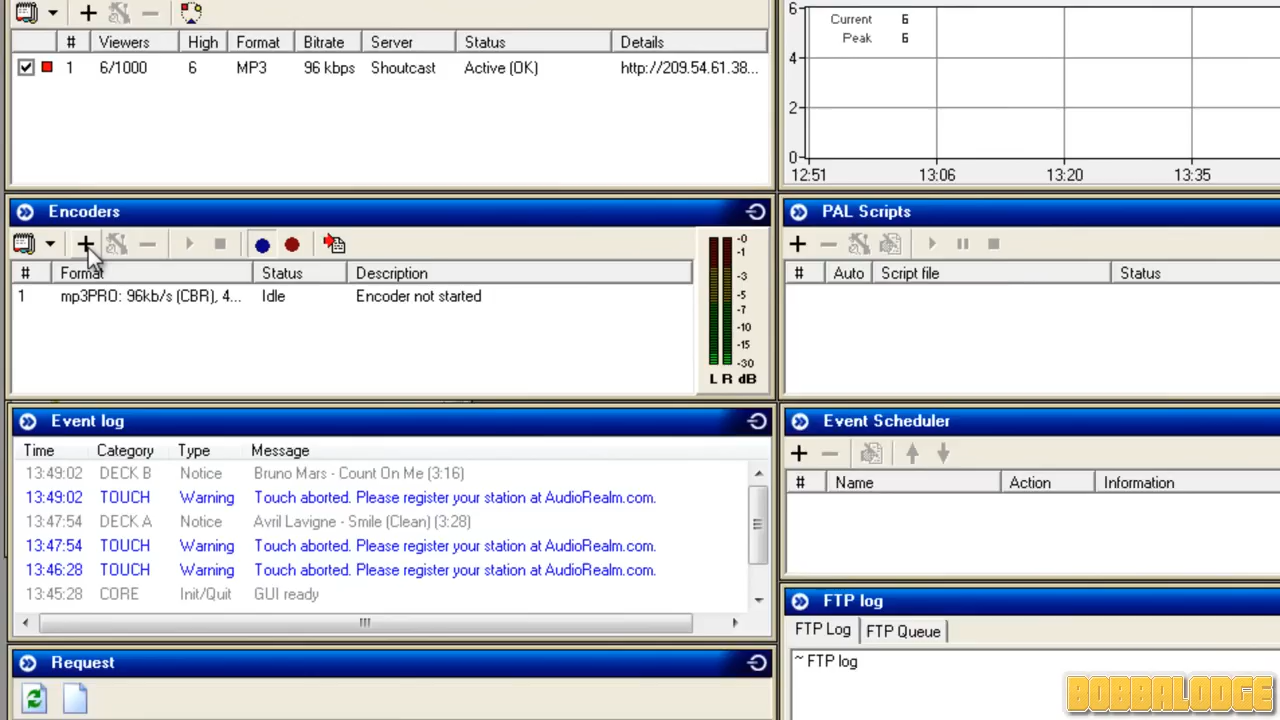 # Viewers High Format Bitrate Server Status Details
1 6/1000 6 MP3 96 kbps Shoutcast Active (OK) http://209.54.61.38...
6
Current 6
Peak 6
4
2
0
12:51 13:06 13:20 13:35
Encoders
# Format Status Description
1 mp3PRO: 96kb/s (CBR), 4... Idle Encoder not started
-0
-1
-3
-5
-7
-10
-15
-30
L R dB
PAL Scripts
# Auto Script file Status
Event log
Time Category Type Message
13:49:02 DECK B Notice Bruno Mars - Count On Me (3:16)
13:49:02 TOUCH Warning Touch aborted. Please register your station at AudioRealm.com.
13:47:54 DECK A Notice Avril Lavigne - Smile (Clean) (3:28)
13:47:54 TOUCH Warning Touch aborted. Please register your station at AudioRealm.com.
13:46:28 TOUCH Warning Touch aborted. Please register your station at AudioRealm.com.
13:45:28 CORE Init/Quit GUI ready
Event Scheduler
# Name Action Information
Request
FTP log
FTP Log FTP Queue
~ FTP log
BOBBALODGE